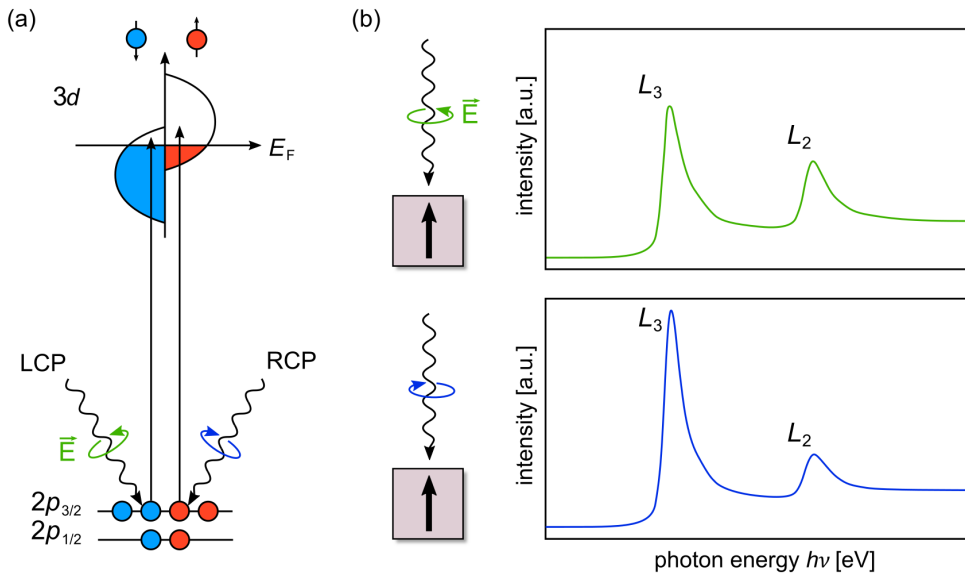 (a)
3d
E_F
LCP
RCP
E
2p_3/2
2p_1/2
(b)
E
intensity [a.u.]
L_3
L_2
intensity [a.u.]
L_3
L_2
photon energy hν [eV]